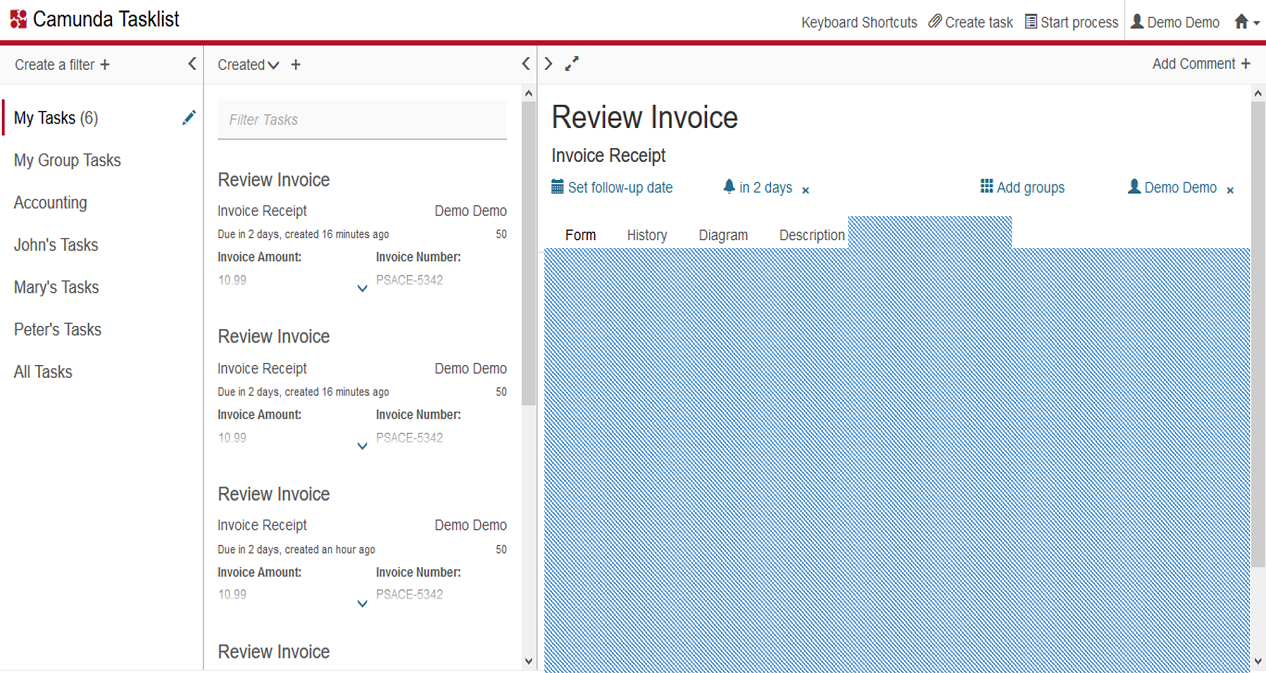 Camunda Tasklist
Keyboard Shortcuts Create task Start process Demo Demo
Create a filter +
My Tasks (6)
My Group Tasks
Accounting
John's Tasks
Mary's Tasks
Peter's Tasks
All Tasks
Created +
Filter Tasks
Review Invoice
Invoice Receipt Demo Demo
Due in 2 days, created 16 minutes ago 50
Invoice Amount: Invoice Number:
10.99 PSACE-5342
Review Invoice
Invoice Receipt Demo Demo
Due in 2 days, created 16 minutes ago 50
Invoice Amount: Invoice Number:
10.99 PSACE-5342
Review Invoice
Invoice Receipt Demo Demo
Due in 2 days, created an hour ago 50
Invoice Amount: Invoice Number:
10.99 PSACE-5342
Review Invoice
Add Comment +
Review Invoice
Invoice Receipt
Set follow-up date in 2 days × Add groups Demo Demo ×
Form History Diagram Description